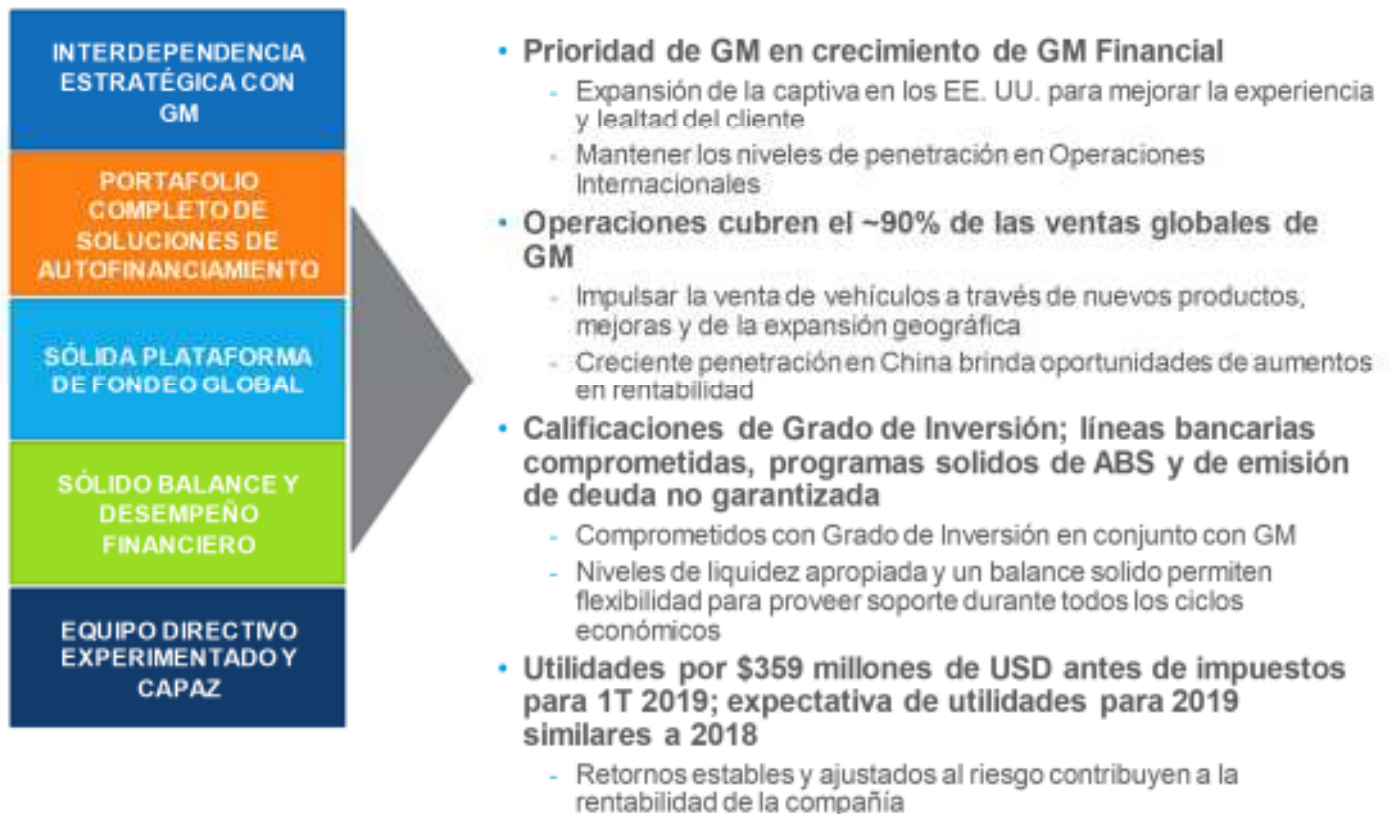 INTERDEPENDENCIA
ESTRATÉGICA CON
GM
PORTAFOLIO
COMPLETO DE
SOLUCIONES DE
AUTOFINANCIAMIENTO
SÓLIDA PLATAFORMA
DE FONDEO GLOBAL
SÓLIDO BALANCE Y
DESEMPEÑO
FINANCIERO
EQUIPO DIRECTIVO
EXPERIMENTADO Y
CAPAZ
• Prioridad de GM en crecimiento de GM Financial
- Expansión de la captiva en los EE. UU. para mejorar la experiencia
y lealtad del cliente
- Mantener los niveles de penetración en Operaciones
Internacionales
• Operaciones cubren el ~90% de las ventas globales de
GM
- Impulsar la venta de vehículos a través de nuevos productos,
mejoras y de la expansión geográfica
- Creciente penetración en China brinda oportunidades de aumentos
en rentabilidad
• Calificaciones de Grado de Inversión; líneas bancarias
comprometidas, programas solidos de ABS y de emisión
de deuda no garantizada
- Comprometidos con Grado de Inversión en conjunto con GM
- Niveles de liquidez apropiada y un balance solido permiten
flexibilidad para proveer soporte durante todos los ciclos
económicos
• Utilidades por $359 millones de USD antes de impuestos
para 1T 2019; expectativa de utilidades para 2019
similares a 2018
- Retornos estables y ajustados al riesgo contribuyen a la
rentabilidad de la compañía